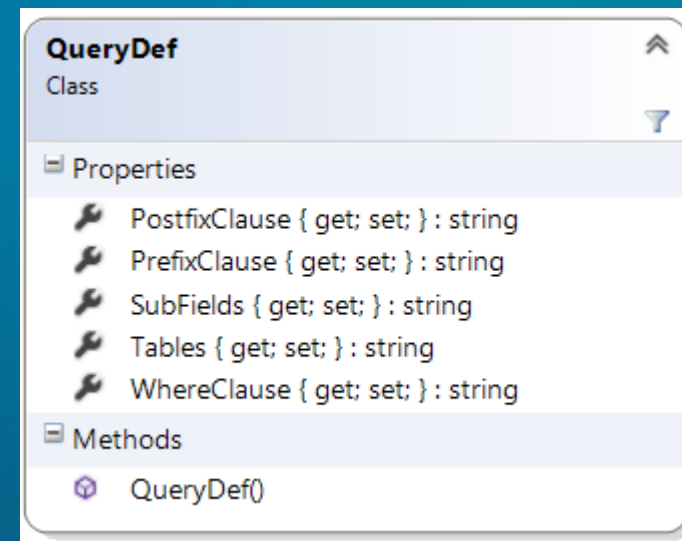 QueryDef
Class
Properties
PostfixClause { get; set; } : string
PrefixClause { get; set; } : string
SubFields { get; set; } : string
Tables { get; set; } : string
WhereClause { get; set; } : string
Methods
QueryDef()